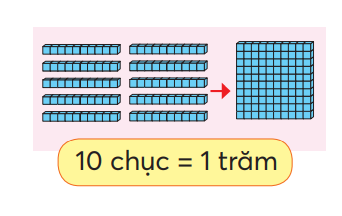 10 chục = 1 trăm